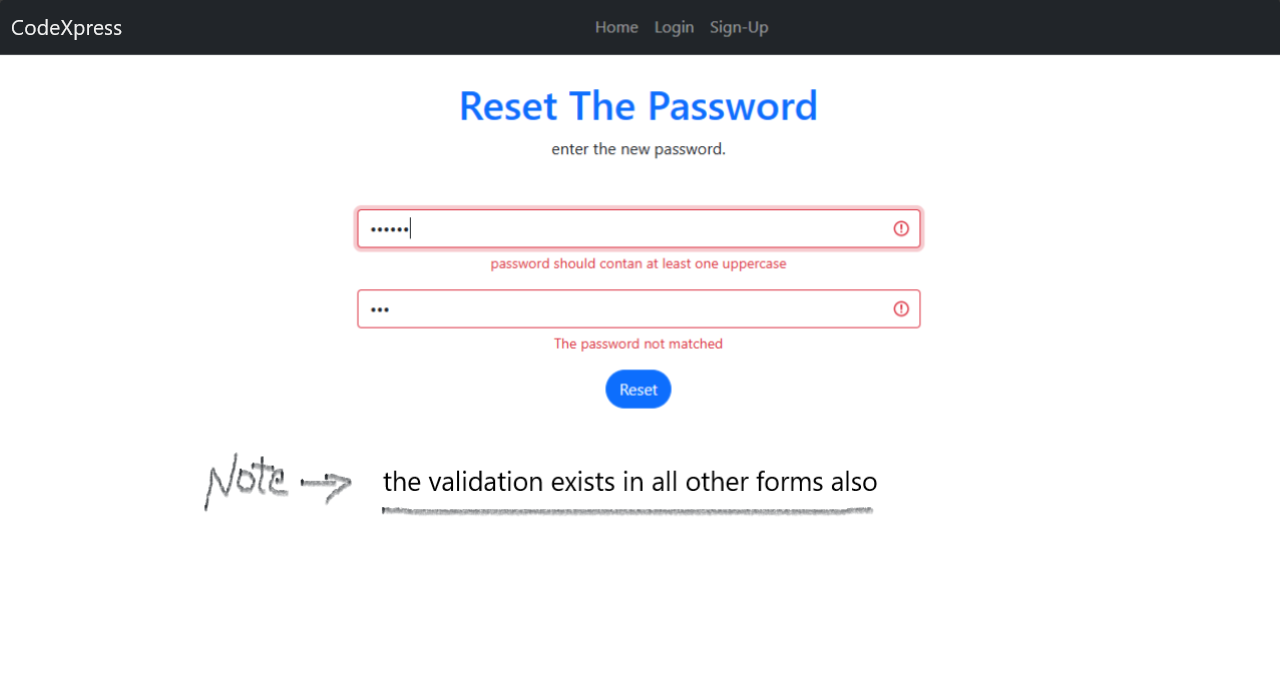 CodeXpress Home Login Sign-Up
Reset The Password
enter the new password.
••••••
password should contan at least one uppercase
•••
The password not matched
Reset
Note → the validation exists in all other forms also